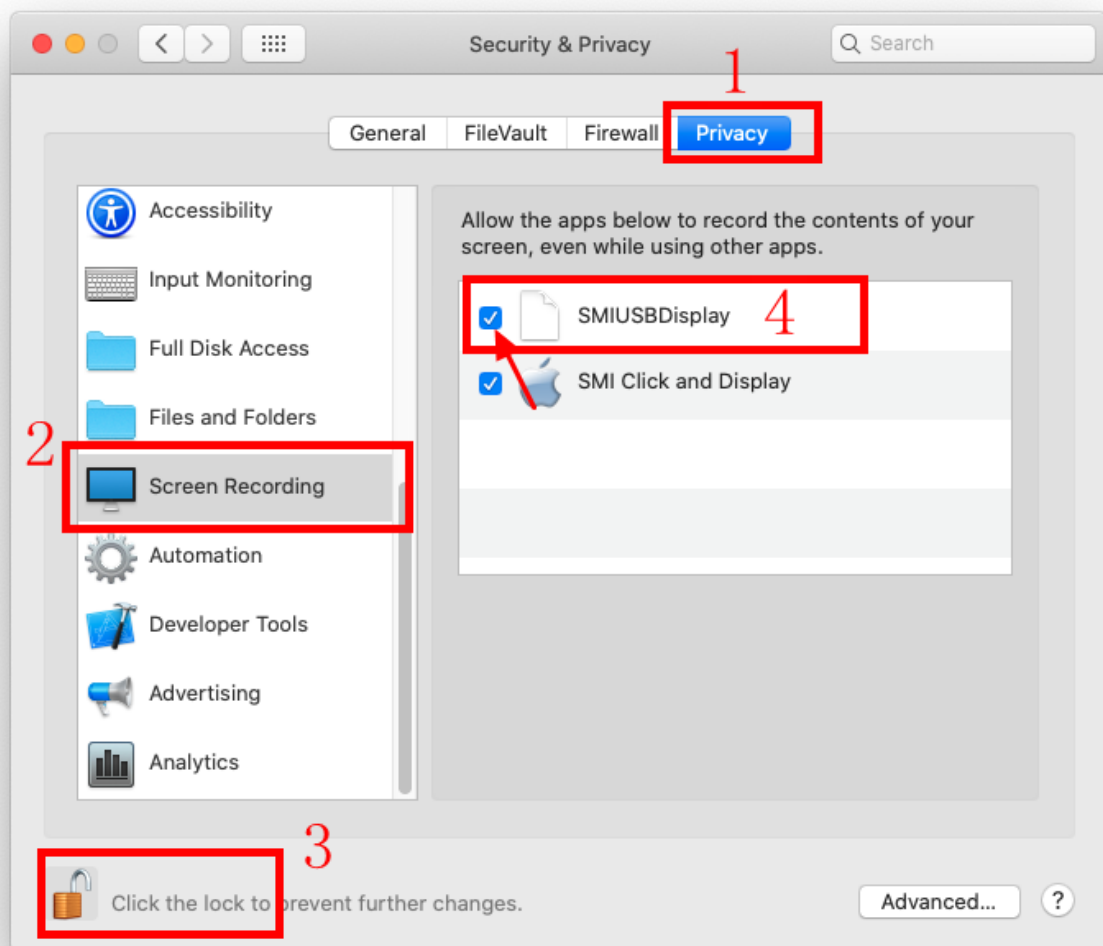 Security & Privacy
Search
1
General
FileVault
Firewall
Privacy
Accessibility
Input Monitoring
Full Disk Access
Files and Folders
2
Screen Recording
Automation
Developer Tools
Advertising
Analytics
Allow the apps below to record the contents of your
screen, even while using other apps.
SMIUSBDisplay
4
SMI Click and Display
3
Click the lock to prevent further changes.
Advanced...
?